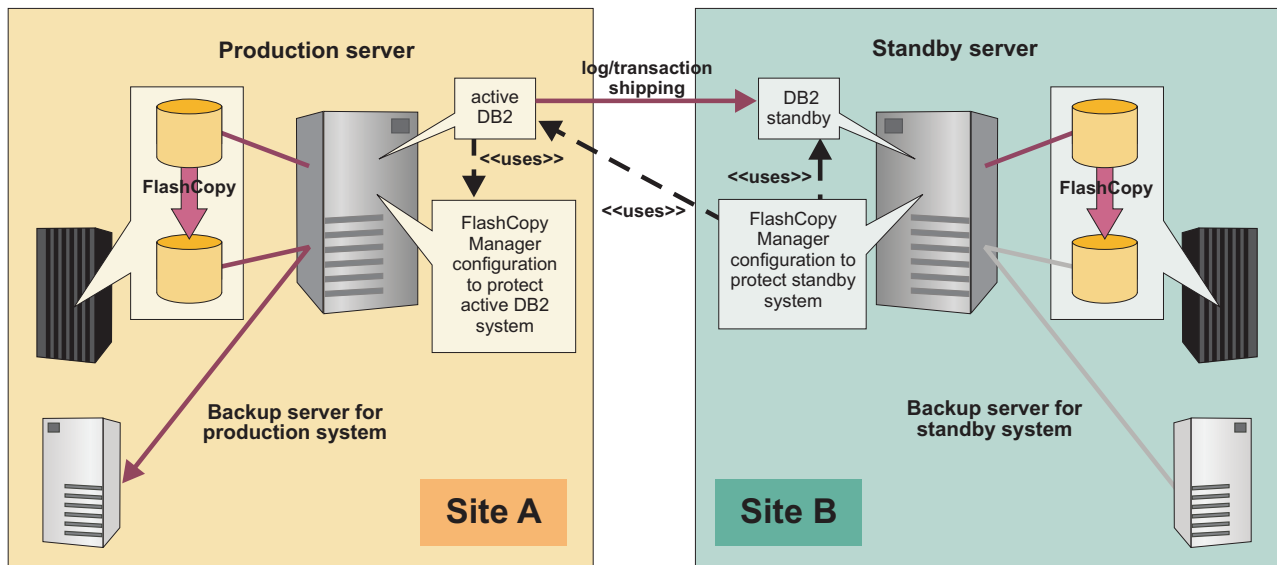 Production server
active
DB2
<<uses>>
FlashCopy
FlashCopy
Manager
configuration
to protect
active DB2
system
Backup server for
production system
Site A
log/transaction
shipping
<<uses>>
Standby server
DB2
standby
<<uses>>
FlashCopy
Manager
configuration to
protect standby
system
FlashCopy
Backup server for
standby system
Site B